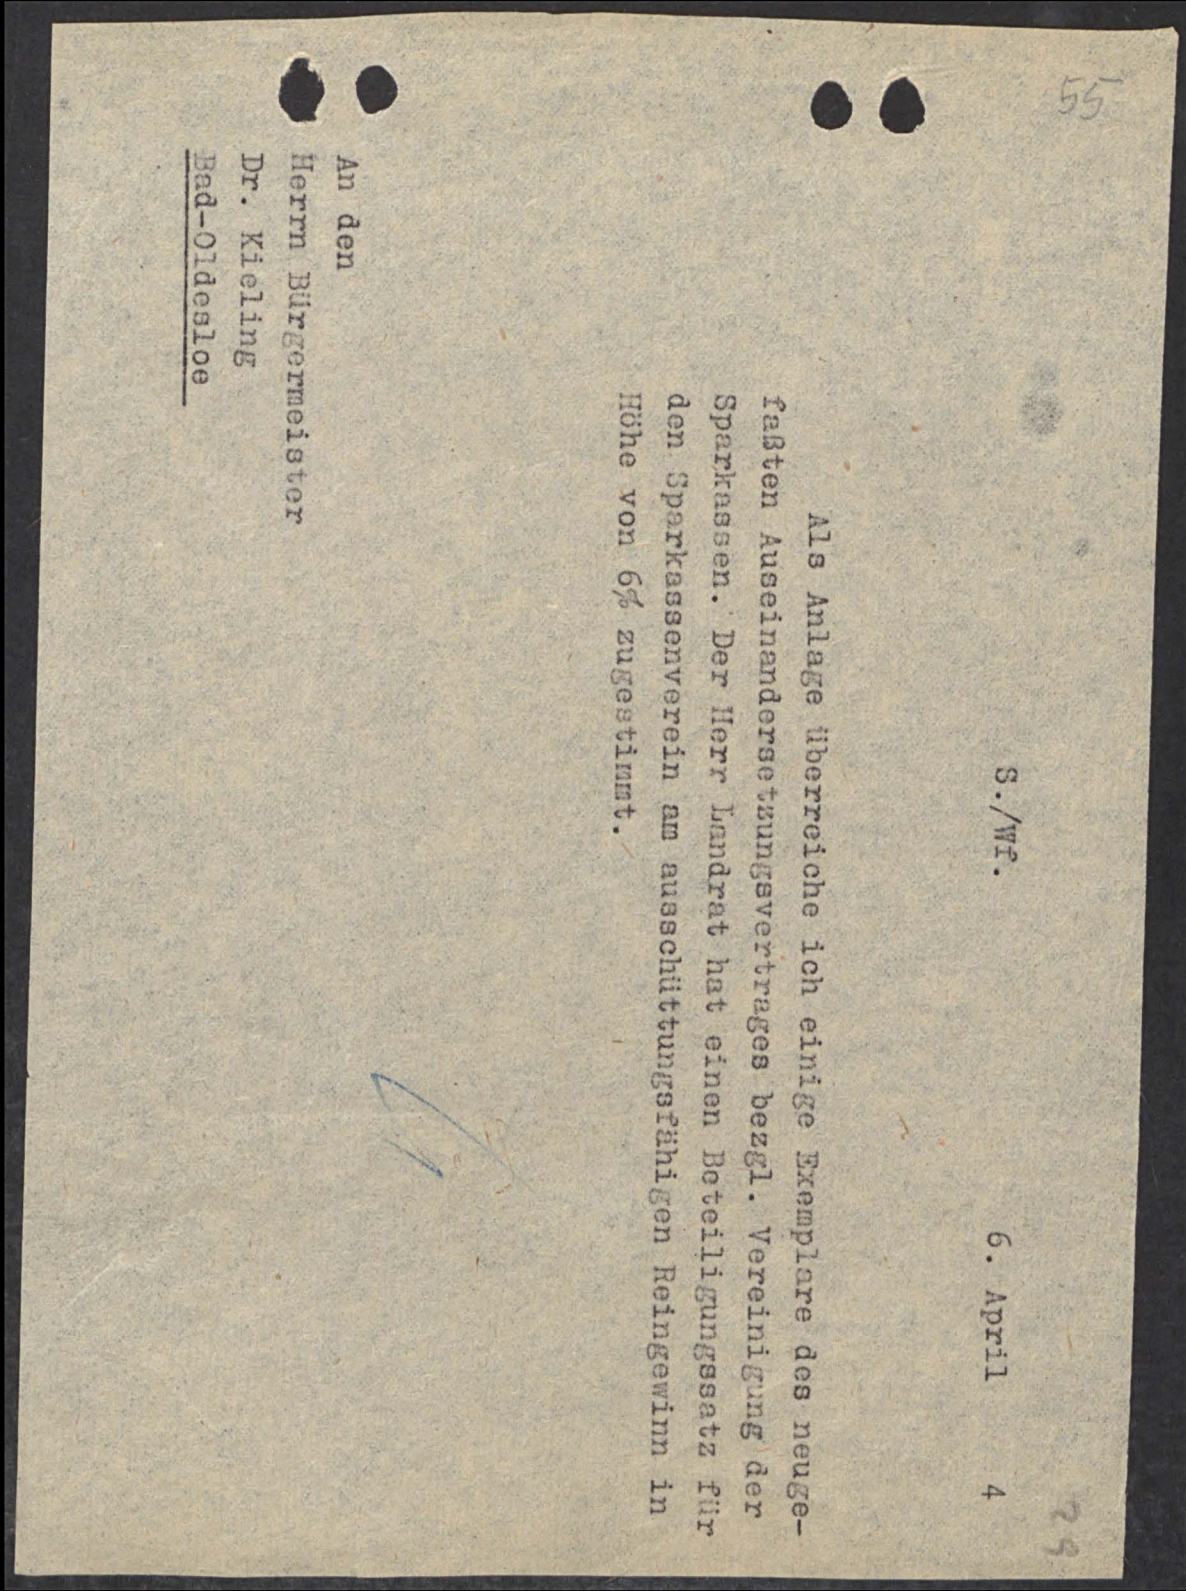 55
29
S./Wf. 6. April 4
Als Anlage überreiche ich einige Exemplare des neuge-
faßten Auseinandersetzungsvertrages bezgl. Vereinigung der
Sparkassen. Der Herr Landrat hat einen Beteiligungssatz für
den Sparkassenverein am ausschüttungsfähigen Reingewinn in
Höhe von 6% zugestimmt.
An den
Herrn Bürgermeister
Dr. Kieling
Bad-Oldesloe